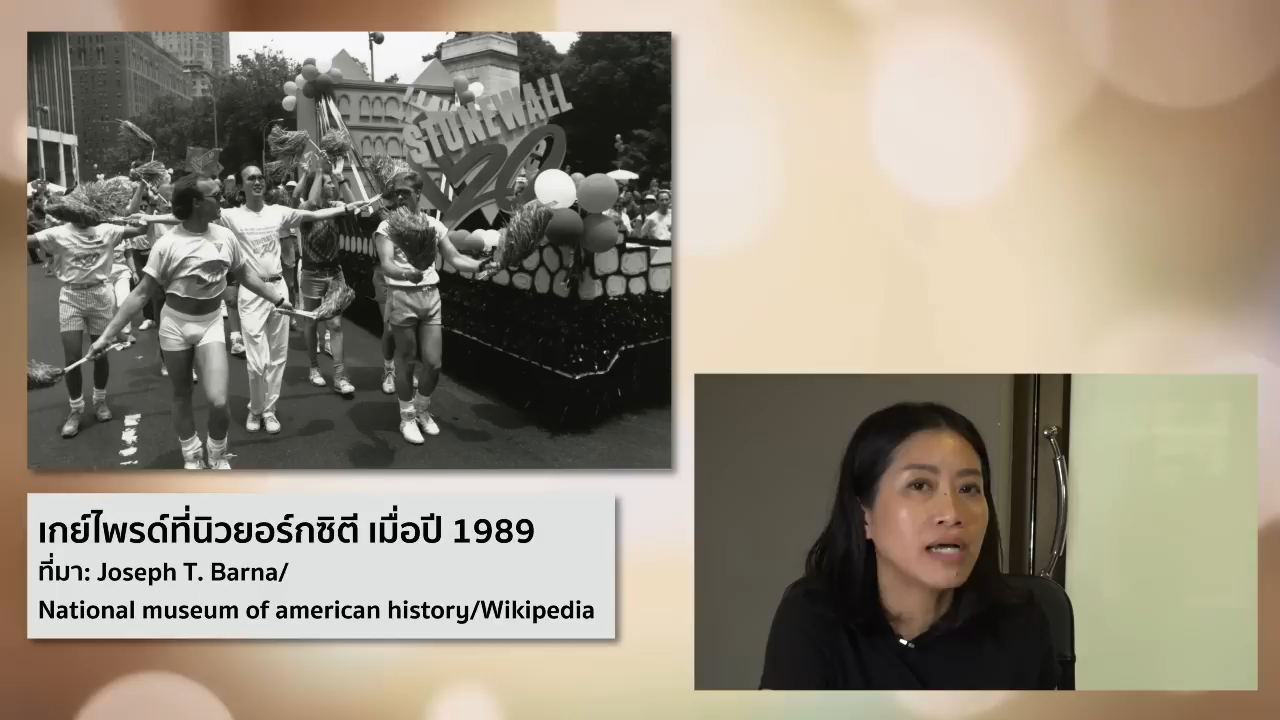 STONEWALL
20
เกย์ไพรด์ที่นิวยอร์กซิตี เมื่อปี 1989
ที่มา: Joseph T. Barna/
National museum of american history/Wikipedia